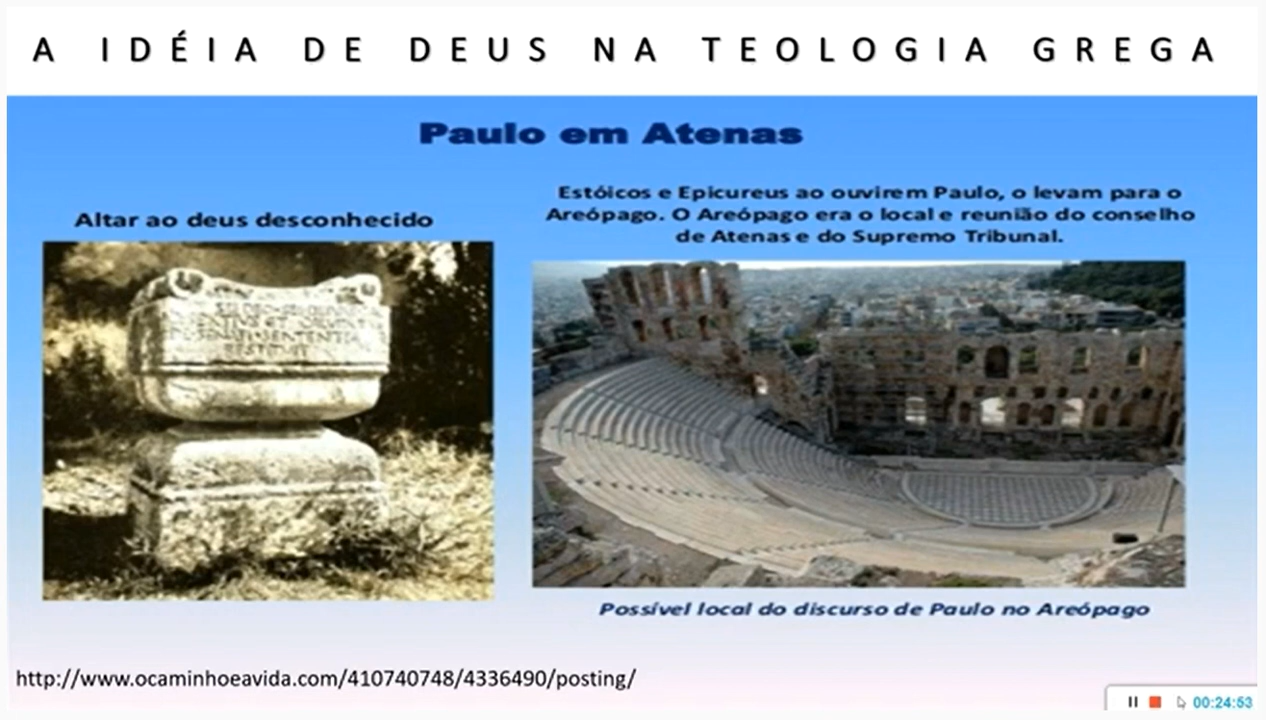 A IDÉIA DE DEUS NA TEOLOGIA GREGA
Paulo em Atenas
Altar ao deus desconhecido
Estóicos e Epicureus ao ouvirem Paulo, o levam para o
Areópago. O Areópago era o local e reunião do conselho
de Atenas e do Supremo Tribunal.
SENTENTIA
RESTITVIT
Possível local do discurso de Paulo no Areópago
http://www.ocaminhoeavida.com/410740748/4336490/posting/
00:24:53